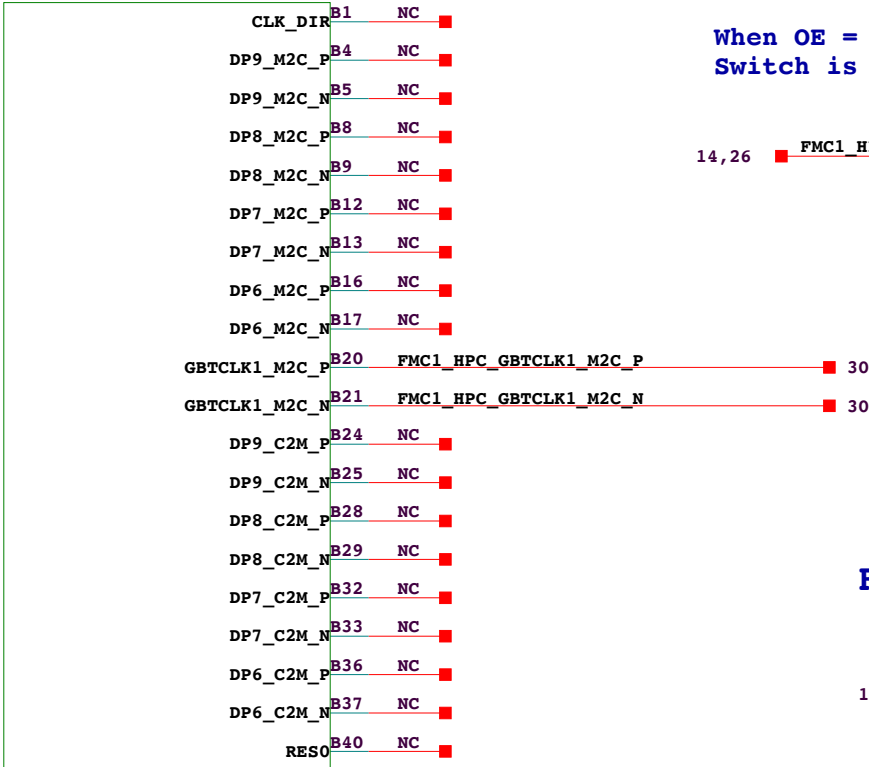 CLK_DIR B1 NC
DP9_M2C_P B4 NC
DP9_M2C_N B5 NC
DP8_M2C_P B8 NC
DP8_M2C_N B9 NC
DP7_M2C_P B12 NC
DP7_M2C_N B13 NC
DP6_M2C_P B16 NC
DP6_M2C_N B17 NC
GBTCLK1_M2C_P B20 FMC1_HPC_GBTCLK1_M2C_P 30
GBTCLK1_M2C_N B21 FMC1_HPC_GBTCLK1_M2C_N 30
DP9_C2M_P B24 NC
DP9_C2M_N B25 NC
DP8_C2M_P B28 NC
DP8_C2M_N B29 NC
DP7_C2M_P B32 NC
DP7_C2M_N B33 NC
DP6_C2M_P B36 NC
DP6_C2M_N B37 NC
RES0 B40 NC
When OE =
Switch is
14,26 FMC1_H
1